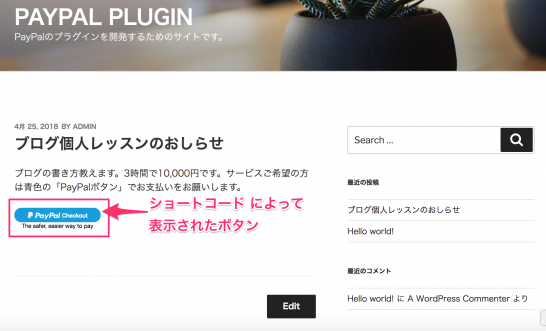 PAYPAL PLUGIN
PayPalのプラグインを開発するためのサイトです。
4月 25, 2018 BY ADMIN
ブログ個人レッスンのおしらせ
ブログの書き方教えます。3時間で10,000円です。サービスご希望の方
は青色の「PayPalボタン」でお支払いをお願いします。
PayPal Checkout
The safer, easier way to pay
ショートコード によって
表示されたボタン
Edit
Search ...
最近の投稿
ブログ個人レッスンのおしらせ
Hello world!
最近のコメント
Hello world! に A WordPress Commenter より